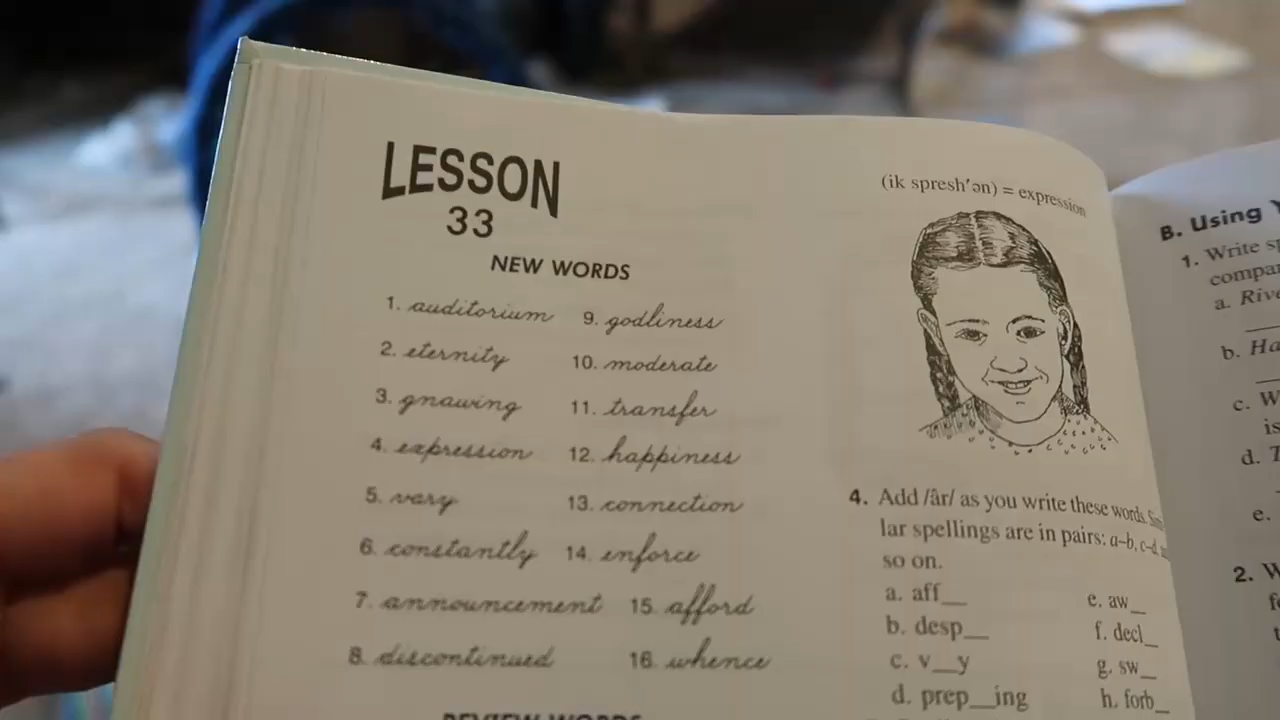 LESSON
33
NEW WORDS
1. auditorium
2. eternity
3. gnawing
4. expression
5. vary
6. constantly
7. announcement
8. discontinued
9. godliness
10. moderate
11. transfer
12. happiness
13. connection
14. enforce
15. afford
16. whence
REVIEW WORDS
(ik spresh′ən) = expression
4. Add /âr/ as you write these words.
lar spellings are in pairs: a–b, c–d,
so on.
a. aff__
b. desp__
c. v__y
d. prep__ing
e. aw__
f. decl__
g. sw__
h. forb__
B. Using
1. Write
a.
b.
c.
is
d.
e.
2.